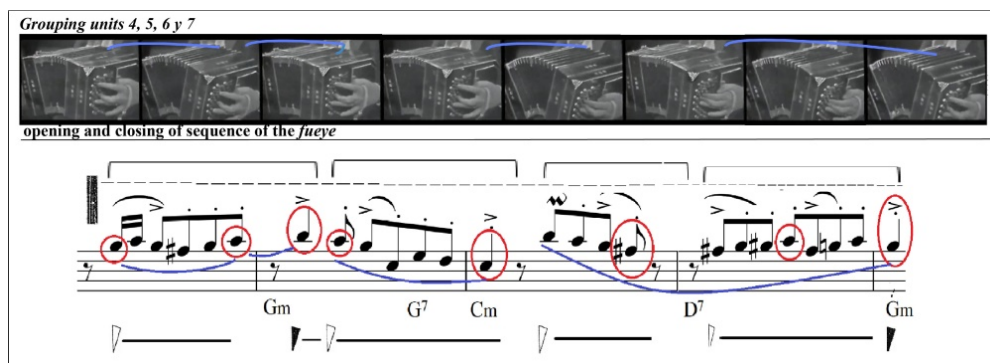 Grouping units 4, 5, 6 y 7
opening and closing of sequence of the fueye
Gm G7 Cm D7 Gm